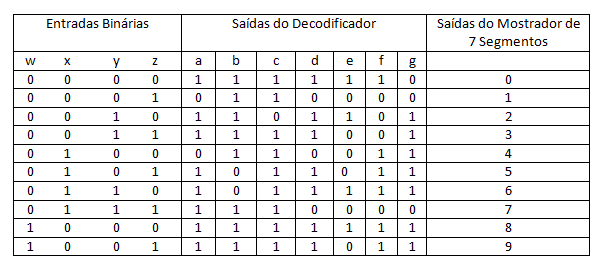 Entradas Binárias Saídas do Decodificador Saídas do Mostrador de
7 Segmentos
w x y z a b c d e f g
0 0 0 0 1 1 1 1 1 1 0 0
0 0 0 1 0 1 1 0 0 0 0 1
0 0 1 0 1 1 0 1 1 0 1 2
0 0 1 1 1 1 1 1 0 0 1 3
0 1 0 0 0 1 1 0 0 1 1 4
0 1 0 1 1 0 1 1 0 1 1 5
0 1 1 0 1 0 1 1 1 1 1 6
0 1 1 1 1 1 1 0 0 0 0 7
1 0 0 0 1 1 1 1 1 1 1 8
1 0 0 1 1 1 1 1 0 1 1 9